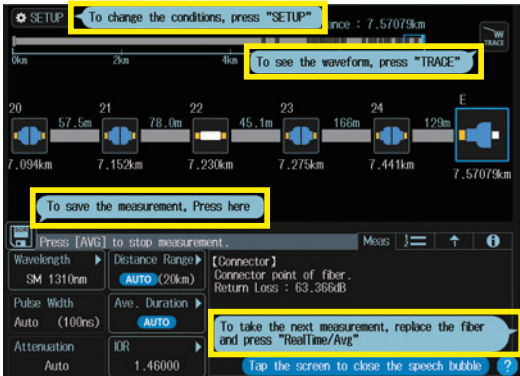 SETUP
To change the conditions, press "SETUP"
ance : 7.57079km
TRACE
0km 2km 4km
To see the waveform, press "TRACE"
20 21 22 23 24 E
57.5m 78.0m 45.1m 166m 129m
7.094km 7.152km 7.230km 7.275km 7.441km 7.57079km
To save the measurement, Press here
SOR
Press [AVG] to stop measurement. Meas
Wavelength
SM 1310nm
Distance Range
AUTO (20km)
[Connector]
Connector point of fiber.
Return Loss : 63.366dB
Pulse Width
Auto (100ns)
Ave. Duration
AUTO
To take the next measurement, replace the fiber
and press "RealTime/Avg"
Attenuation
Auto
IOR
1.46000
Tap the screen to close the speech bubble ?